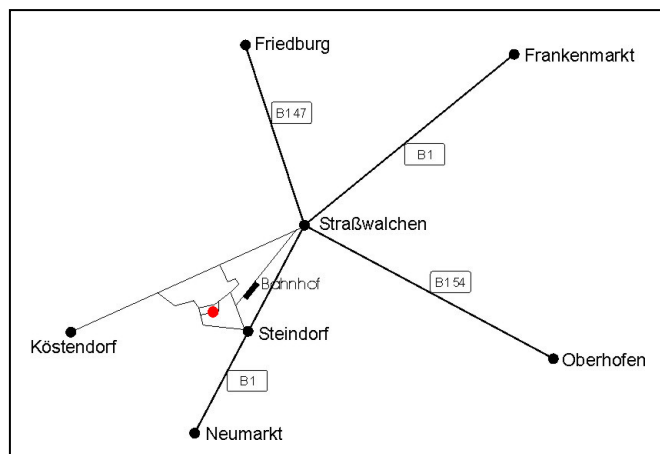 Friedburg
Frankenmarkt
B147
B1
Straßwalchen
Bahnhof
B154
Steindorf
Köstendorf
Oberhofen
B1
Neumarkt